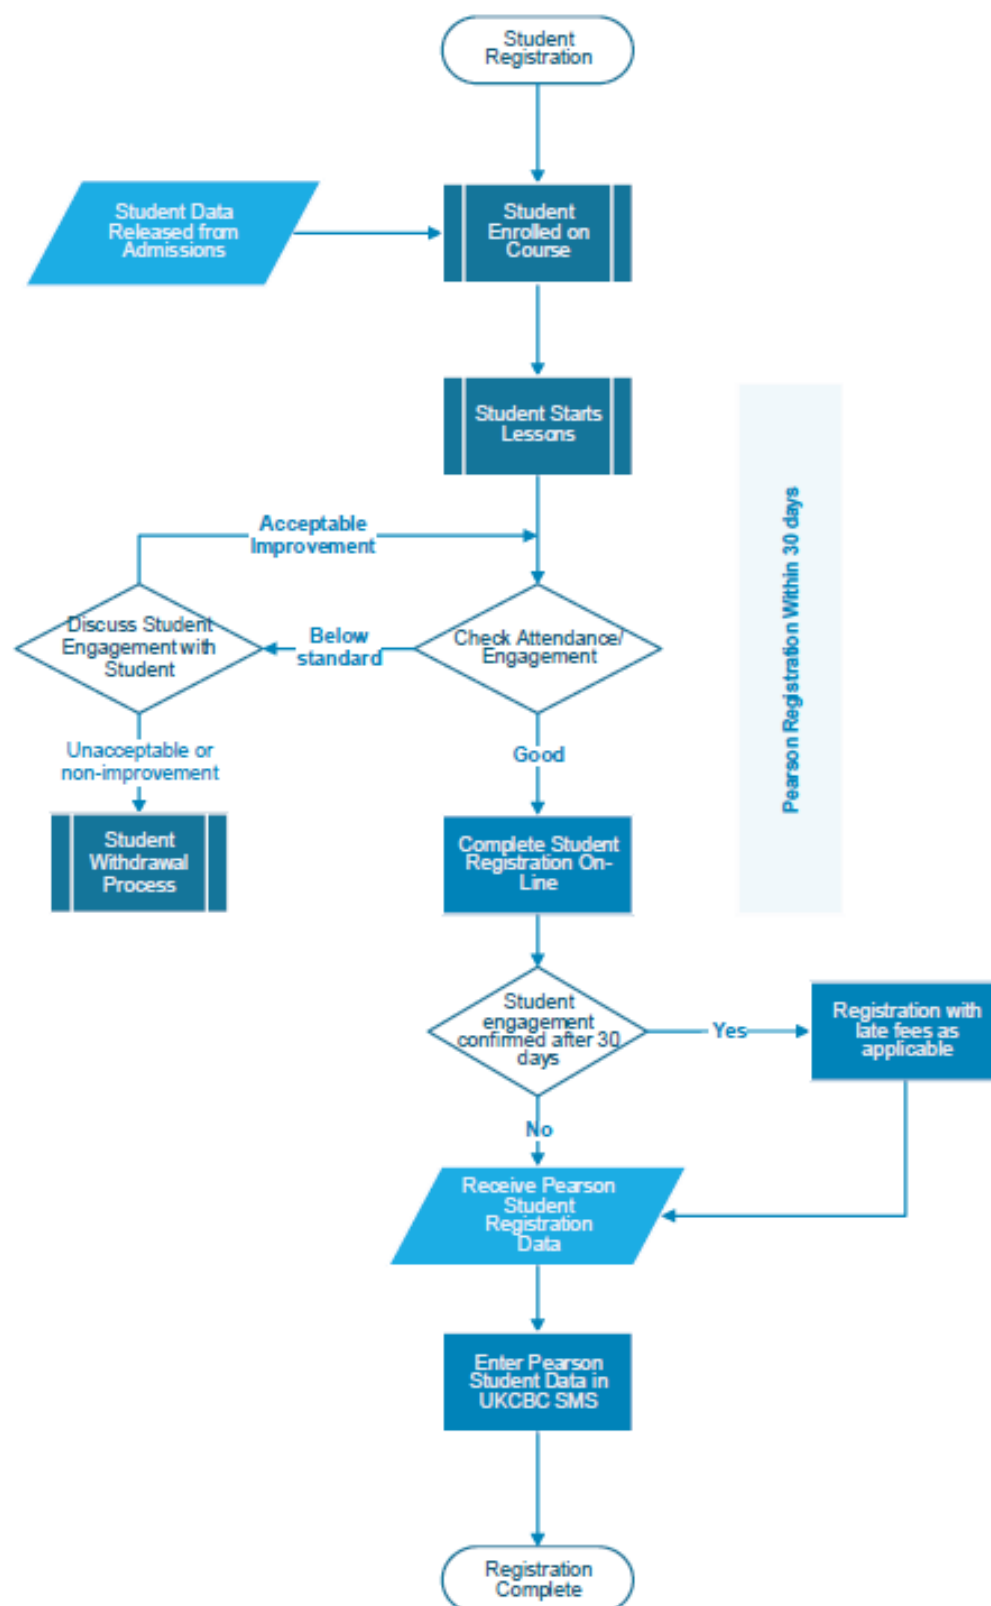 Student
Registration
Student Data
Released from
Admissions
Student
Enrolled on
Course
Student Starts
Lessons
Acceptable
Improvement
Discuss Student
Engagement with
Student
Below
standard
Check Attendance/
Engagement
Pearson Registration Within 30 days
Unacceptable or
non-improvement
Good
Student
Withdrawal
Process
Complete Student
Registration On-
Line
Student
engagement
confirmed after 30
days
Yes
Registration with
late fees as
applicable
No
Receive Pearson
Student
Registration
Data
Enter Pearson
Student Data in
UKCBC SMS
Registration
Complete